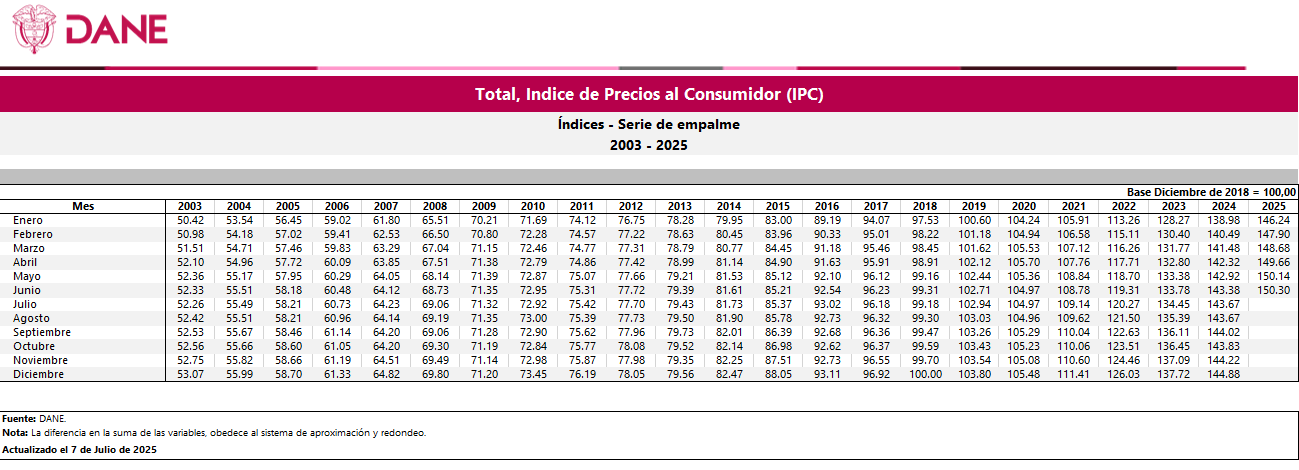 DANE
Total, Indice de Precios al Consumidor (IPC)
Índices - Serie de empalme
2003 - 2025
Base Diciembre de 2018 = 100,00
Mes 2003 2004 2005 2006 2007 2008 2009 2010 2011 2012 2013 2014 2015 2016 2017 2018 2019 2020 2021 2022 2023 2024 2025
Enero 50.42 53.54 56.45 59.02 61.80 65.51 70.21 71.69 74.12 76.75 78.28 79.95 83.00 89.19 94.07 97.53 100.60 104.24 105.91 113.26 128.27 138.98 146.24
Febrero 50.98 54.18 57.02 59.41 62.53 66.50 70.80 72.28 74.57 77.22 78.63 80.45 83.96 90.33 95.01 98.22 101.18 104.94 106.58 115.11 130.40 140.49 147.90
Marzo 51.51 54.71 57.46 59.83 63.29 67.04 71.15 72.46 74.77 77.31 78.79 80.77 84.45 91.18 95.46 98.45 101.62 105.53 107.12 116.26 131.77 141.48 148.68
Abril 52.10 54.96 57.72 60.09 63.85 67.51 71.38 72.79 74.86 77.42 78.99 81.14 84.90 91.63 95.91 98.91 102.12 105.70 107.76 117.71 132.80 142.32 149.66
Mayo 52.36 55.17 57.95 60.29 64.05 68.14 71.39 72.87 75.07 77.66 79.21 81.53 85.12 92.10 96.12 99.16 102.44 105.36 108.84 118.70 133.38 142.92 150.14
Junio 52.33 55.51 58.18 60.48 64.12 68.73 71.35 72.95 75.31 77.72 79.39 81.61 85.21 92.54 96.23 99.31 102.71 104.97 108.78 119.31 133.78 143.38 150.30
Julio 52.26 55.49 58.21 60.73 64.23 69.06 71.32 72.92 75.42 77.70 79.43 81.73 85.37 93.02 96.18 99.18 102.94 104.97 109.14 120.27 134.45 143.67
Agosto 52.42 55.51 58.21 60.96 64.14 69.19 71.35 73.00 75.39 77.73 79.50 81.90 85.78 92.73 96.32 99.30 103.03 104.96 109.62 121.50 135.39 143.67
Septiembre 52.53 55.67 58.46 61.14 64.20 69.06 71.28 72.90 75.62 77.96 79.73 82.01 86.39 92.68 96.36 99.47 103.26 105.29 110.04 122.63 136.11 144.02
Octubre 52.56 55.66 58.60 61.05 64.20 69.30 71.19 72.84 75.77 78.08 79.52 82.14 86.98 92.62 96.37 99.59 103.43 105.23 110.06 123.51 136.45 143.83
Noviembre 52.75 55.82 58.66 61.19 64.51 69.49 71.14 72.98 75.87 77.98 79.35 82.25 87.51 92.73 96.55 99.70 103.54 105.08 110.60 124.46 137.09 144.22
Diciembre 53.07 55.99 58.70 61.33 64.82 69.80 71.20 73.45 76.19 78.05 79.56 82.47 88.05 93.11 96.92 100.00 103.80 105.48 111.41 126.03 137.72 144.88
Fuente: DANE.
Nota: La diferencia en la suma de las variables, obedece al sistema de aproximación y redondeo.
Actualizado el 7 de Julio de 2025